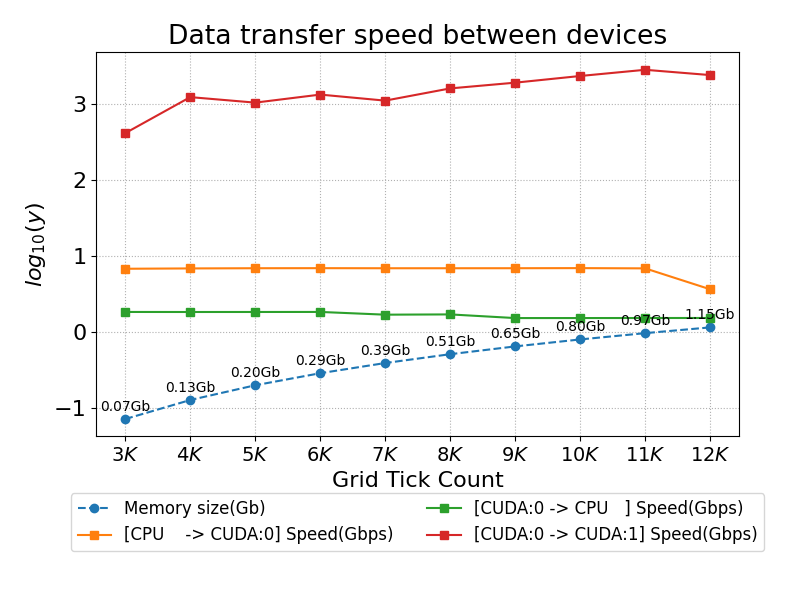 Data transfer speed between devices
log10(y)
3
2
1
0
−1
0.07Gb 0.13Gb 0.20Gb 0.29Gb 0.39Gb 0.51Gb 0.65Gb 0.80Gb 0.97Gb 1.15Gb
3K 4K 5K 6K 7K 8K 9K 10K 11K 12K
Grid Tick Count
Memory size(Gb)
[CPU    -> CUDA:0] Speed(Gbps)
[CUDA:0 -> CPU   ] Speed(Gbps)
[CUDA:0 -> CUDA:1] Speed(Gbps)